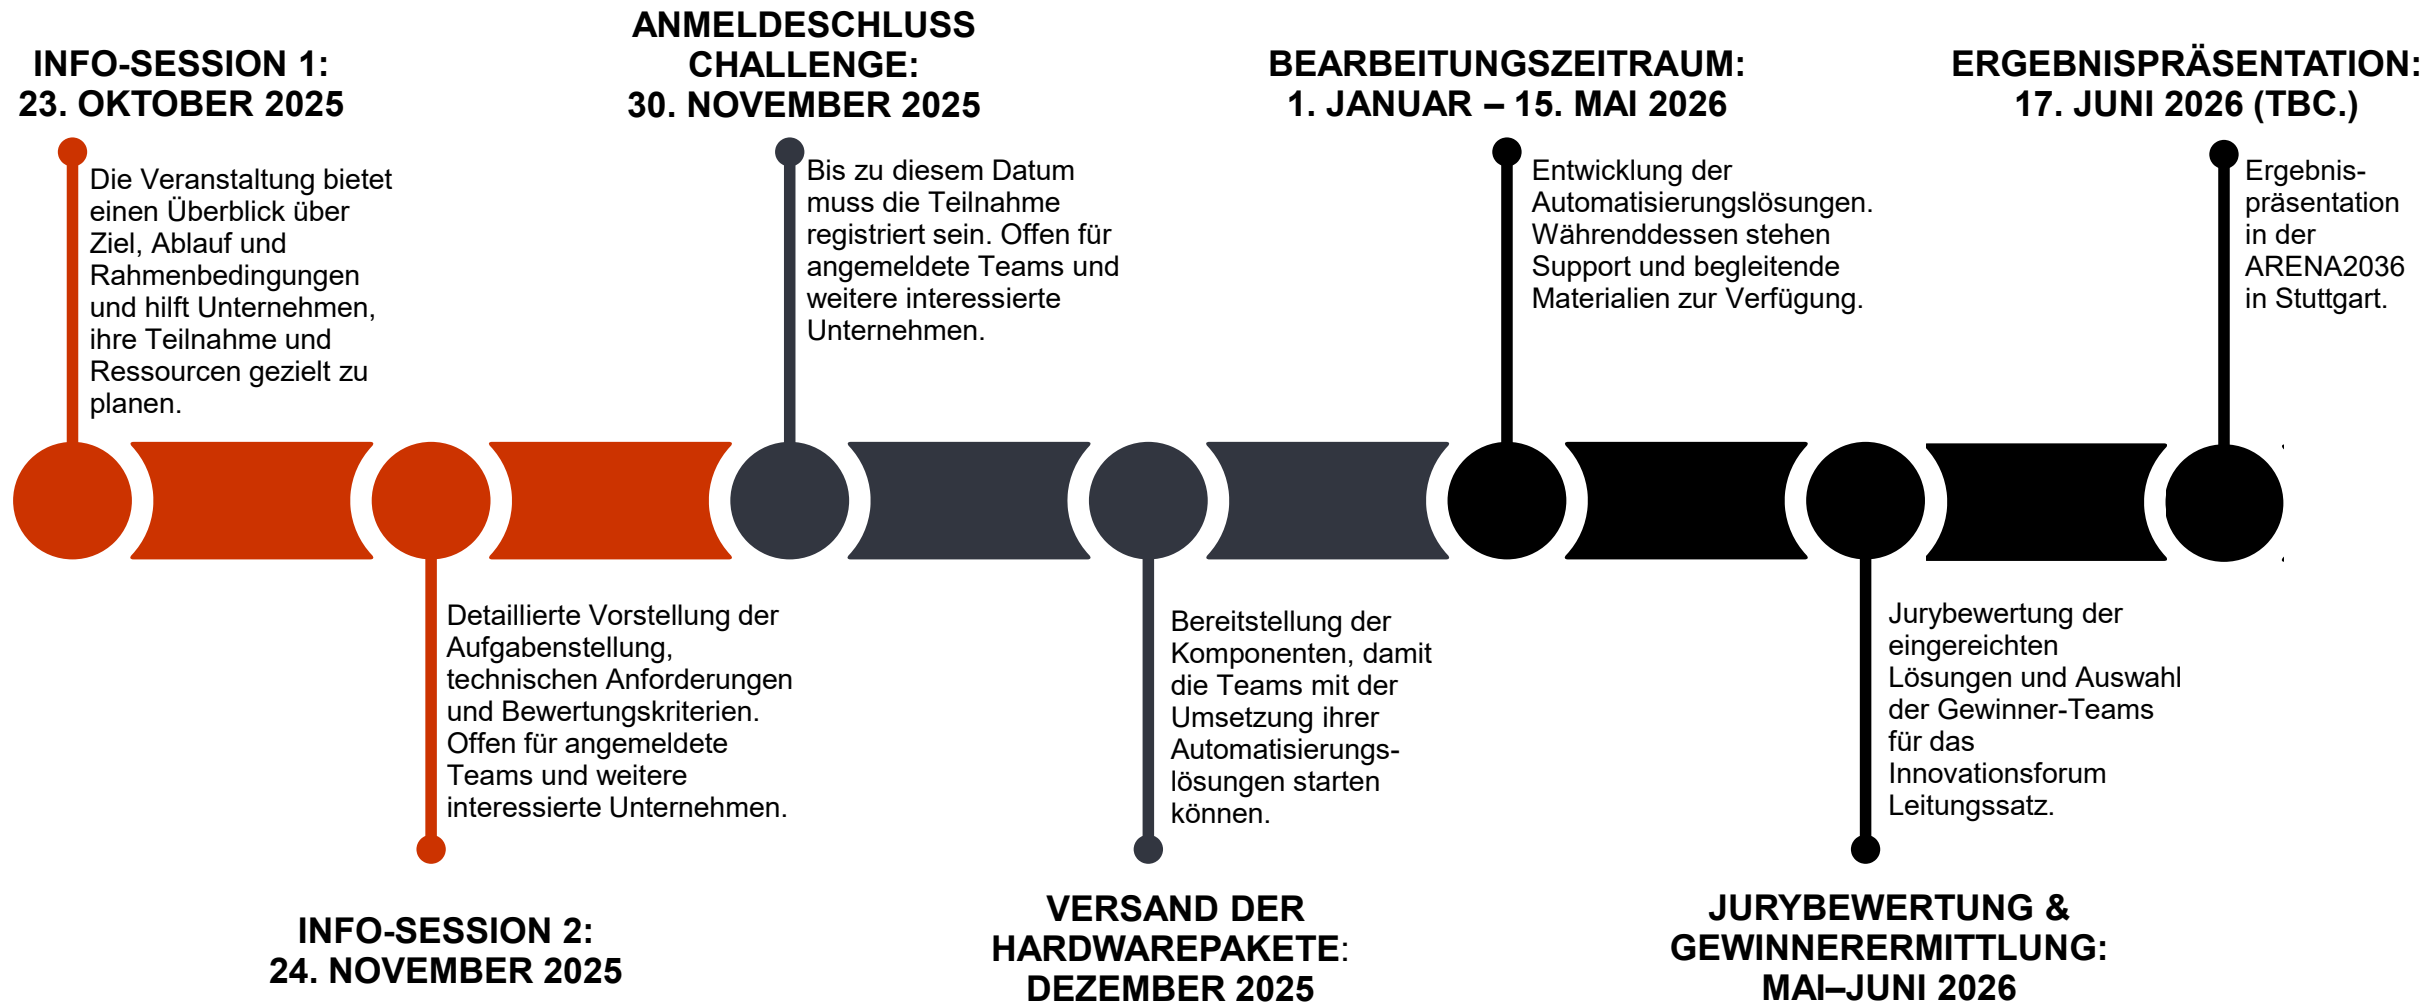 INFO-SESSION 1:
23. OKTOBER 2025
Die Veranstaltung bietet
einen Überblick über
Ziel, Ablauf und
Rahmenbedingungen
und hilft Unternehmen,
ihre Teilnahme und
Ressourcen gezielt zu
planen.
Detaillierte Vorstellung der
Aufgabenstellung,
technischen Anforderungen
und Bewertungskriterien.
Offen für angemeldete
Teams und weitere
interessierte Unternehmen.
INFO-SESSION 2:
24. NOVEMBER 2025
ANMELDESCHLUSS
CHALLENGE:
30. NOVEMBER 2025
Bis zu diesem Datum
muss die Teilnahme
registriert sein. Offen für
angemeldete Teams und
weitere interessierte
Unternehmen.
Bereitstellung der
Komponenten, damit
die Teams mit der
Umsetzung ihrer
Automatisierungs-
lösungen starten
können.
VERSAND DER
HARDWAREPAKETE:
DEZEMBER 2025
BEARBEITUNGSZEITRAUM:
1. JANUAR – 15. MAI 2026
Entwicklung der
Automatisierungslösungen.
Währenddessen stehen
Support und begleitende
Materialien zur Verfügung.
Jurybewertung der
eingereichten
Lösungen und Auswahl
der Gewinner-Teams
für das
Innovationsforum
Leitungssatz.
JURYBEWERTUNG &
GEWINNERERMITTLUNG:
MAI–JUNI 2026
ERGEBNISPRÄSENTATION:
17. JUNI 2026 (TBC.)
Ergebnis-
präsentation
in der
ARENA2036
in Stuttgart.